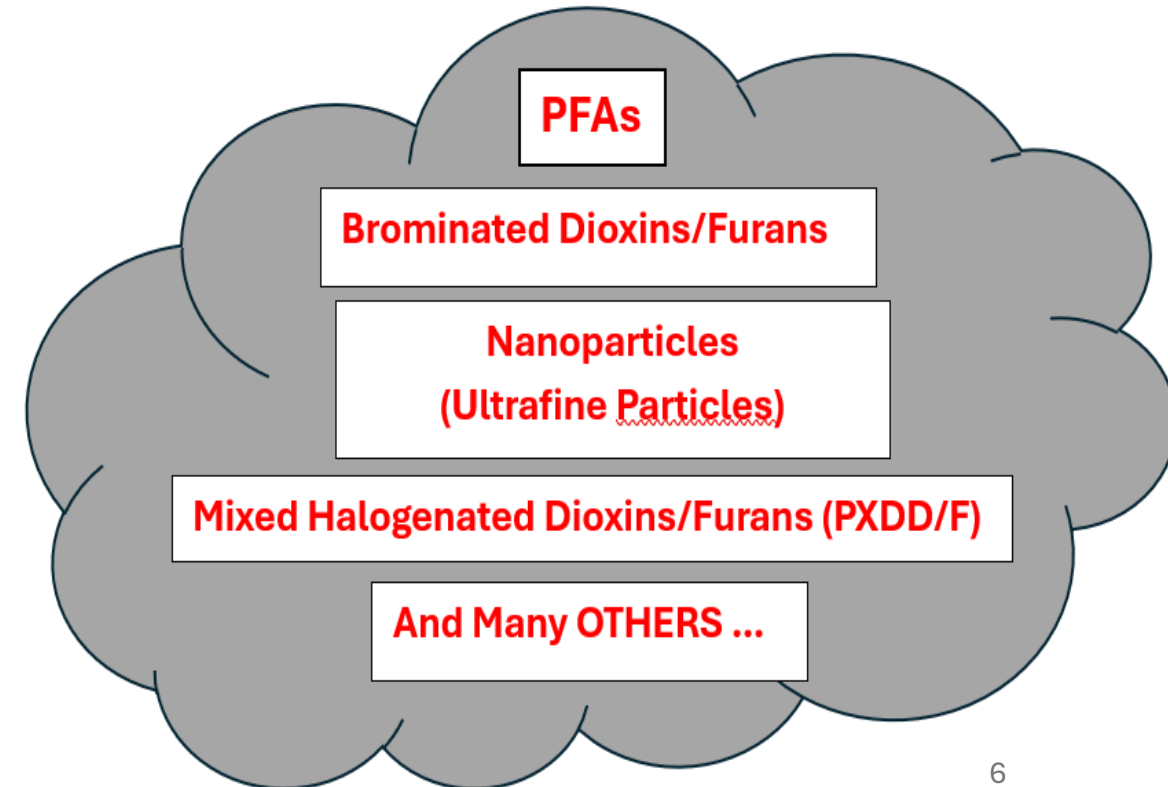 PFAs
Brominated Dioxins/Furans
Nanoparticles
(Ultrafine Particles)
Mixed Halogenated Dioxins/Furans (PXDD/F)
And Many OTHERS ...
6